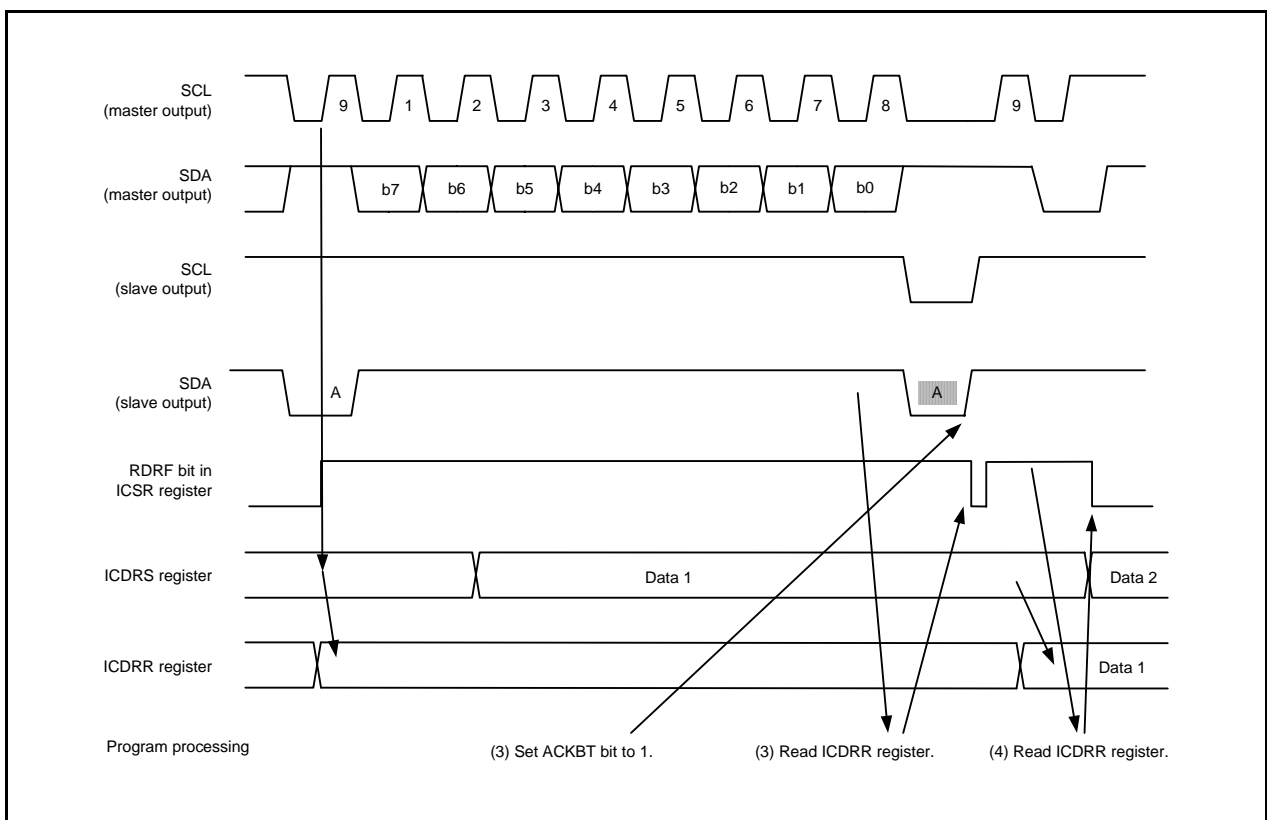 SCL
(master output)
9 1 2 3 4 5 6 7 8 9
SDA
(master output)
b7 b6 b5 b4 b3 b2 b1 b0
SCL
(slave output)
SDA
(slave output)
A A
RDRF bit in
ICSR register
ICDRS register
Data 1 Data 2
ICDRR register
Data 1
Program processing
(3) Set ACKBT bit to 1. (3) Read ICDRR register. (4) Read ICDRR register.